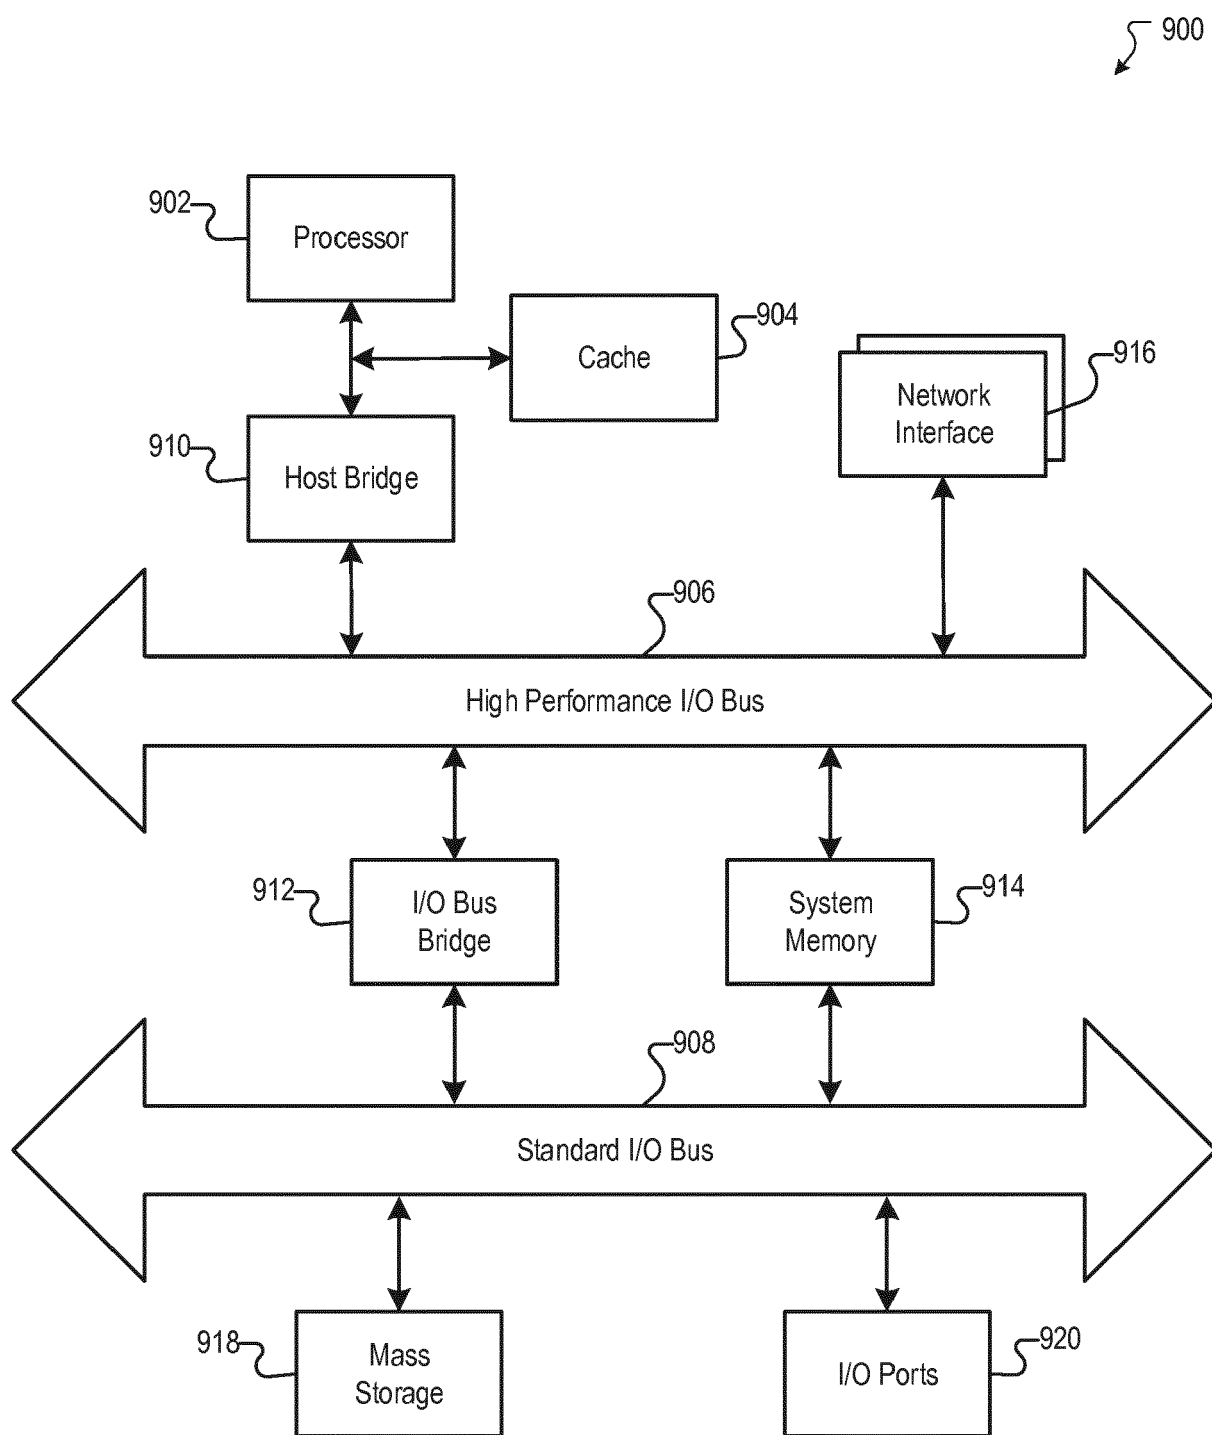 900
902
Processor
904
Cache
916
Network
Interface
910
Host Bridge
906
High Performance I/O Bus
912
I/O Bus
Bridge
System
Memory
914
908
Standard I/O Bus
918
Mass
Storage
I/O Ports
920